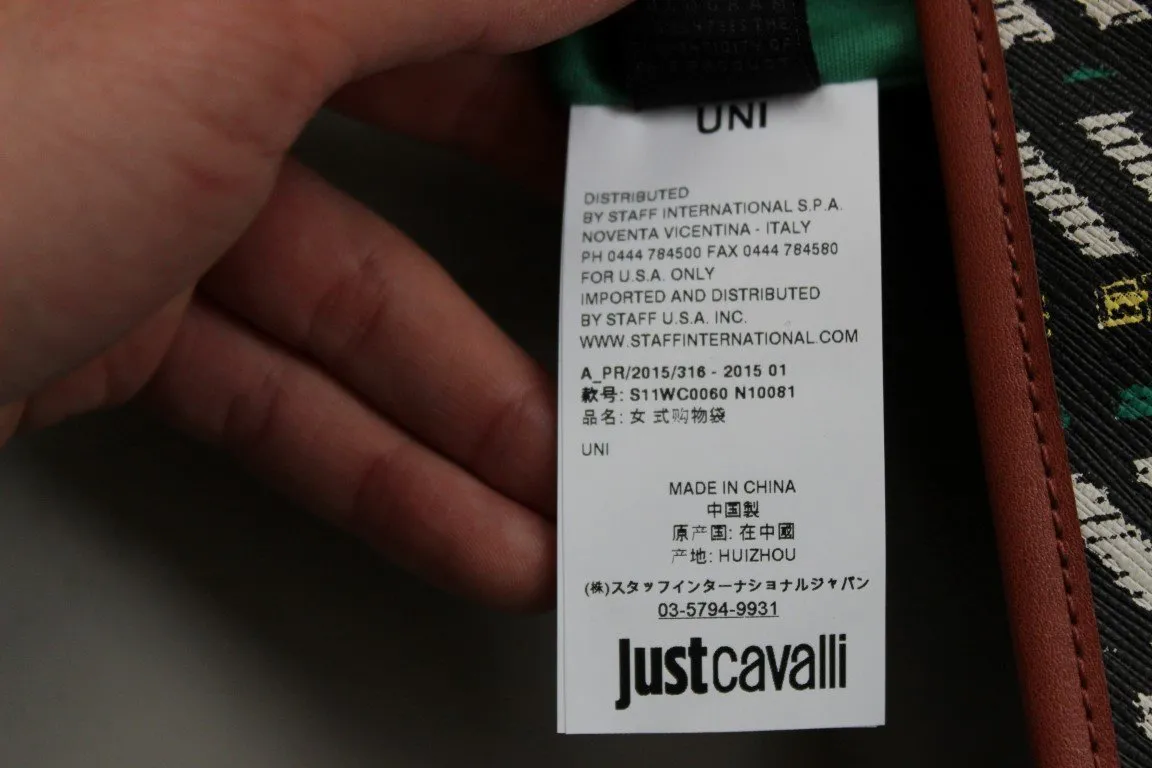 UNI
DISTRIBUTED
BY STAFF INTERNATIONAL S.P.A.
NOVENTA VICENTINA - ITALY
PH 0444 784500 FAX 0444 784580
FOR U.S.A. ONLY
IMPORTED AND DISTRIBUTED
BY STAFF U.S.A. INC.
WWW.STAFFINTERNATIONAL.COM
A_PR/2015/316 - 2015 01
款号: S11WC0060 N10081
品名: 女 式购物袋
UNI
MADE IN CHINA
中国製
原产国: 在中國
产地: HUIZHOU
(株)スタッフインターナショナルジャパン
03-5794-9931
justcavalli